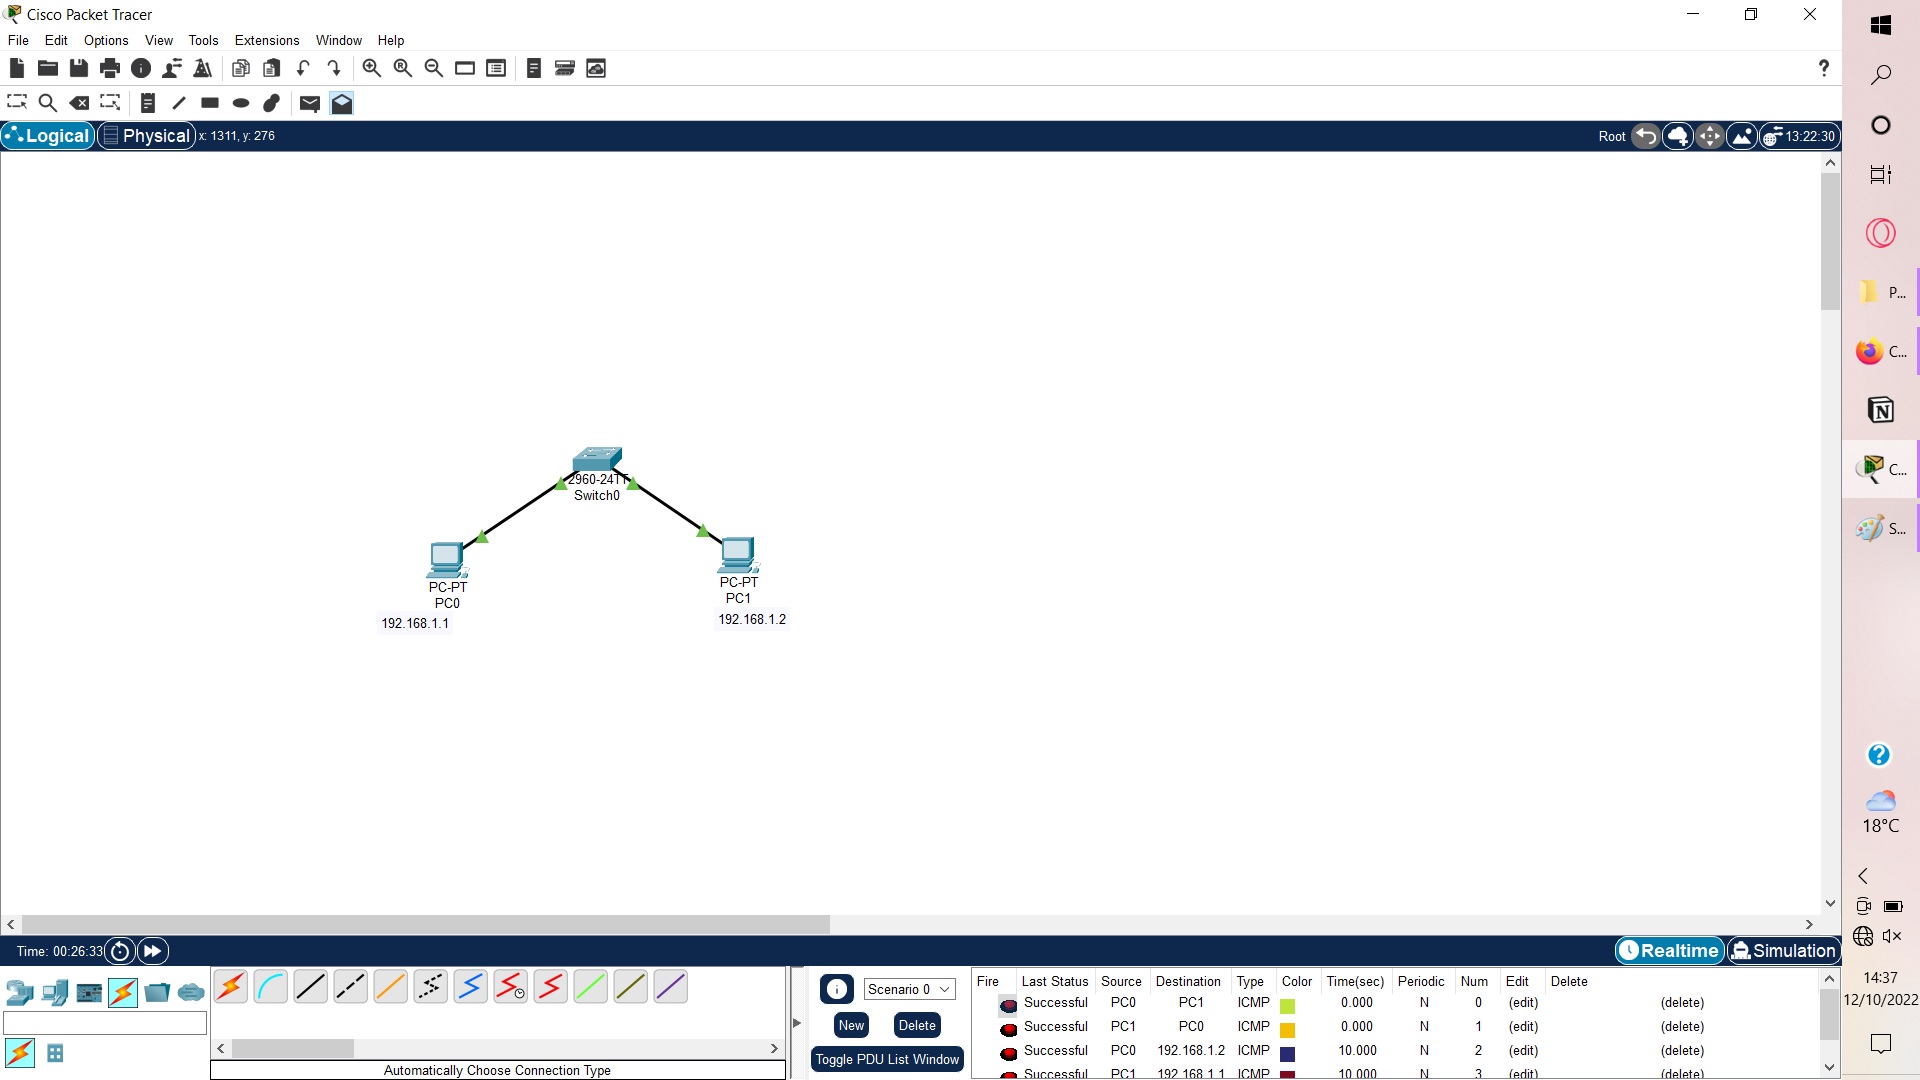 Cisco Packet Tracer
File Edit Options View Tools Extensions Window Help
?
Logical Physical x: 1311, y: 276 Root 13:22:30
2960-24TT
Switch0
PC-PT
PC0
192.168.1.1
PC-PT
PC1
192.168.1.2
Time: 00:26:33 Realtime Simulation
Scenario 0
New Delete
Toggle PDU List Window
Automatically Choose Connection Type
Fire Last Status Source Destination Type Color Time(sec) Periodic Num Edit Delete
Successful PC0 PC1 ICMP 0.000 N 0 (edit) (delete)
Successful PC1 PC0 ICMP 0.000 N 1 (edit) (delete)
Successful PC0 192.168.1.2 ICMP 10.000 N 2 (edit) (delete)
Successful PC1 192.168.1.1 ICMP 10.000 N 3 (edit) (delete)
P...
C...
N
C...
S...
?
18°C
14:37
12/10/2022